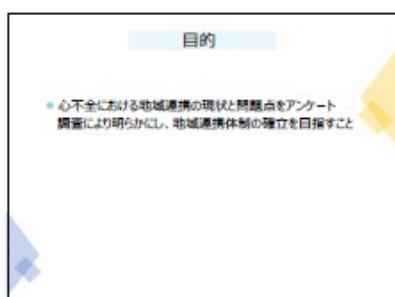 目的
心不全における地域連携の現状と問題点をアンケート
調査により明らかにし、地域連携体制の確立を目指すこと